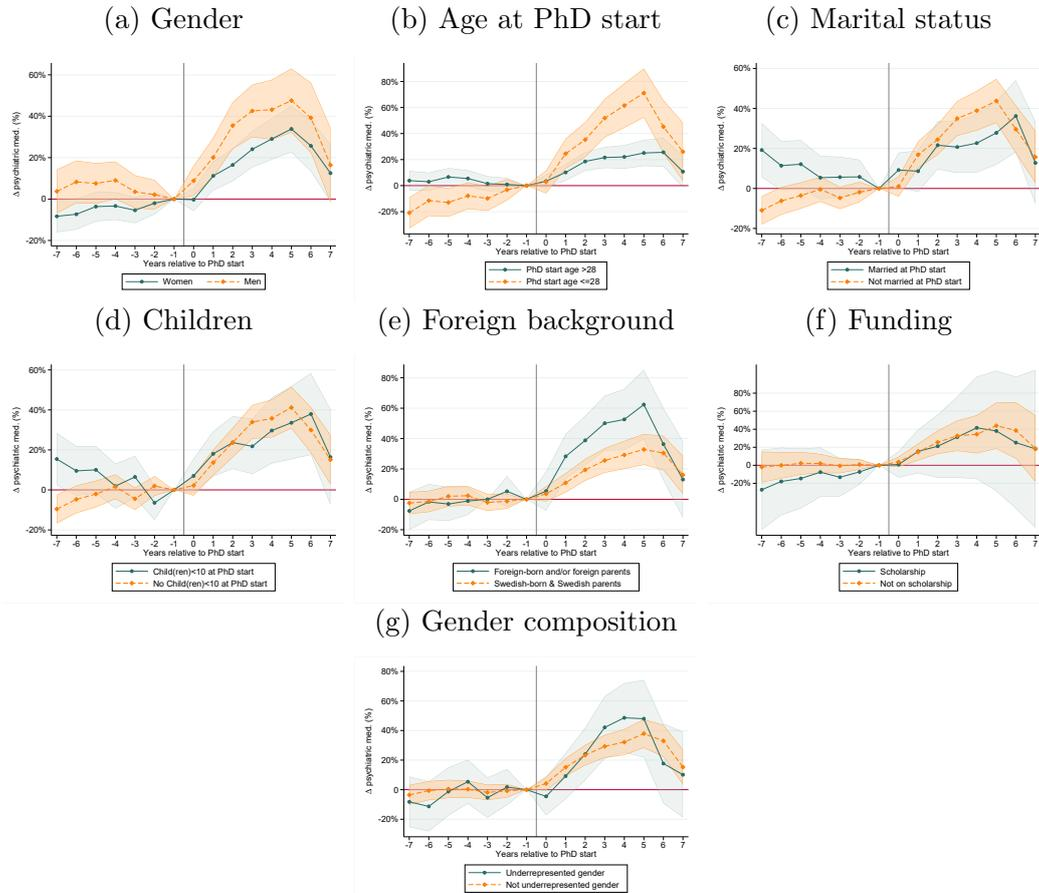 (a) Gender
60%
40%
20%
0
-20%
Δ psychiatric med. (%)
-7 -6 -5 -4 -3 -2 -1 0 1 2 3 4 5 6 7
Years relative to PhD start
Women Men
(b) Age at PhD start
80%
60%
40%
20%
0
-20%
Δ psychiatric med. (%)
-7 -6 -5 -4 -3 -2 -1 0 1 2 3 4 5 6 7
Years relative to PhD start
PhD start age >28
Phd start age <=28
(c) Marital status
60%
40%
20%
0
-20%
Δ psychiatric med. (%)
-7 -6 -5 -4 -3 -2 -1 0 1 2 3 4 5 6 7
Years relative to PhD start
Married at PhD start
Not married at PhD start
(d) Children
60%
40%
20%
0
-20%
Δ psychiatric med. (%)
-7 -6 -5 -4 -3 -2 -1 0 1 2 3 4 5 6 7
Years relative to PhD start
Child(ren)<10 at PhD start
No Child(ren)<10 at PhD start
(e) Foreign background
80%
60%
40%
20%
0
-20%
Δ psychiatric med. (%)
-7 -6 -5 -4 -3 -2 -1 0 1 2 3 4 5 6 7
Years relative to PhD start
Foreign-born and/or foreign parents
Swedish-born & Swedish parents
(f) Funding
80%
60%
40%
20%
0
-20%
Δ psychiatric med. (%)
-7 -6 -5 -4 -3 -2 -1 0 1 2 3 4 5 6 7
Years relative to PhD start
Scholarship
Not on scholarship
(g) Gender composition
80%
60%
40%
20%
0
-20%
Δ psychiatric med. (%)
-7 -6 -5 -4 -3 -2 -1 0 1 2 3 4 5 6 7
Years relative to PhD start
Underrepresented gender
Not underrepresented gender